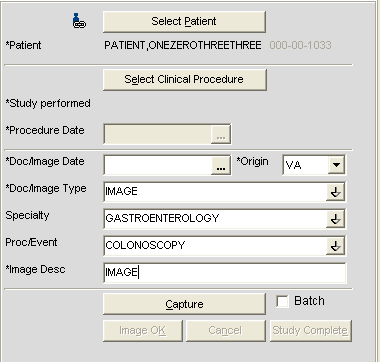 Select Patient
*Patient PATIENT,ONEZEROTHREETHREE 000-00-1033
Select Clinical Procedure
*Study performed
*Procedure Date ...
*Doc/Image Date ... *Origin VA
*Doc/Image Type IMAGE
Specialty GASTROENTEROLOGY
Proc/Event COLONOSCOPY
*Image Desc IMAGE
Capture Batch
Image OK Cancel Study Complete